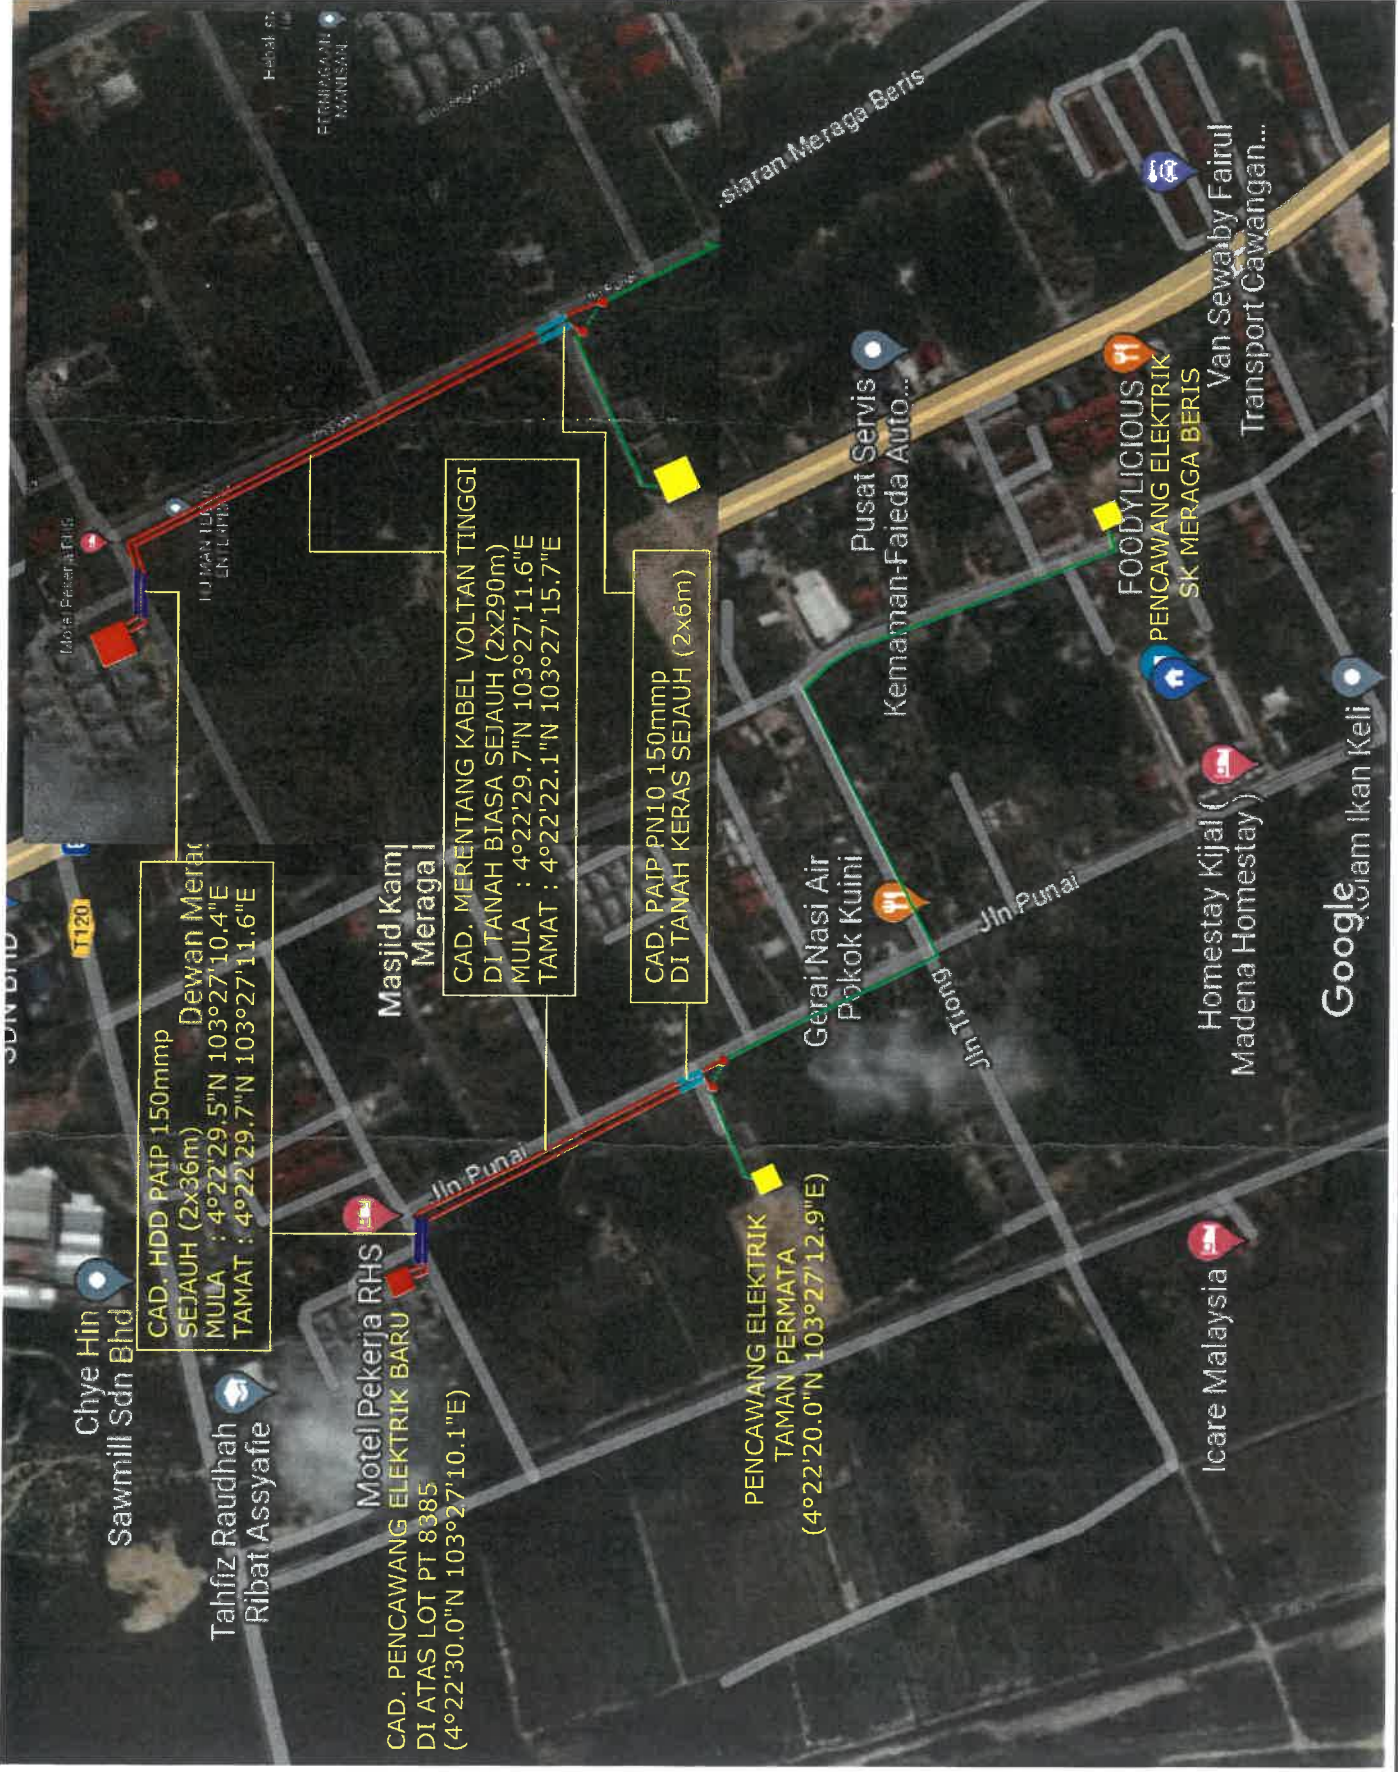 Chye Hin
Sawmill Sdn Bhd
Tahfiz Raudhah
Ribat Assyafie
T120
CAD. HDD PAIP 150mmp
SEJAUH (2x36m)
MULA : 4°22'29.5"N 103°27'10.4"E
TAMAT : 4°22'29.7"N 103°27'11.6"E
Motel Pekerja RHS
CAD. PENCAWANG ELEKTRIK BARU
DI ATAS LOT PT 8385
(4°22'30.0"N 103°27'10.1"E)
Jln Punai
Masjid Kam
Meraga
CAD. MERENTANG KABEL VOLTAN TINGGI
DI TANAH BIASA SEJAUH (2x290m)
MULA : 4°22'29.7"N 103°27'11.6"E
TAMAT : 4°22'22.1"N 103°27'15.7"E
CAD. PAIP PN10 150mmp
DI TANAH KERAS SEJAUH (2x6m)
PENCAWANG ELEKTRIK
TAMAN PERMATA
(4°22'20.0"N 103°27'12.9"E)
Gerai Nasi Air
Pokok Kuini
Jln Tiong
Jln Punai
.siaran Meraga Beris
Pusat Servis
Kemaman-Faieda Auto...
FOODYLICIOUS
PENCAWANG ELEKTRIK
SK MERAGA BERIS
Van Sewa by Fairul
Transport Cawangan...
Homestay Kijal (
Madena Homestay )
Icare Malaysia
Kolam Ikan Keli
Google